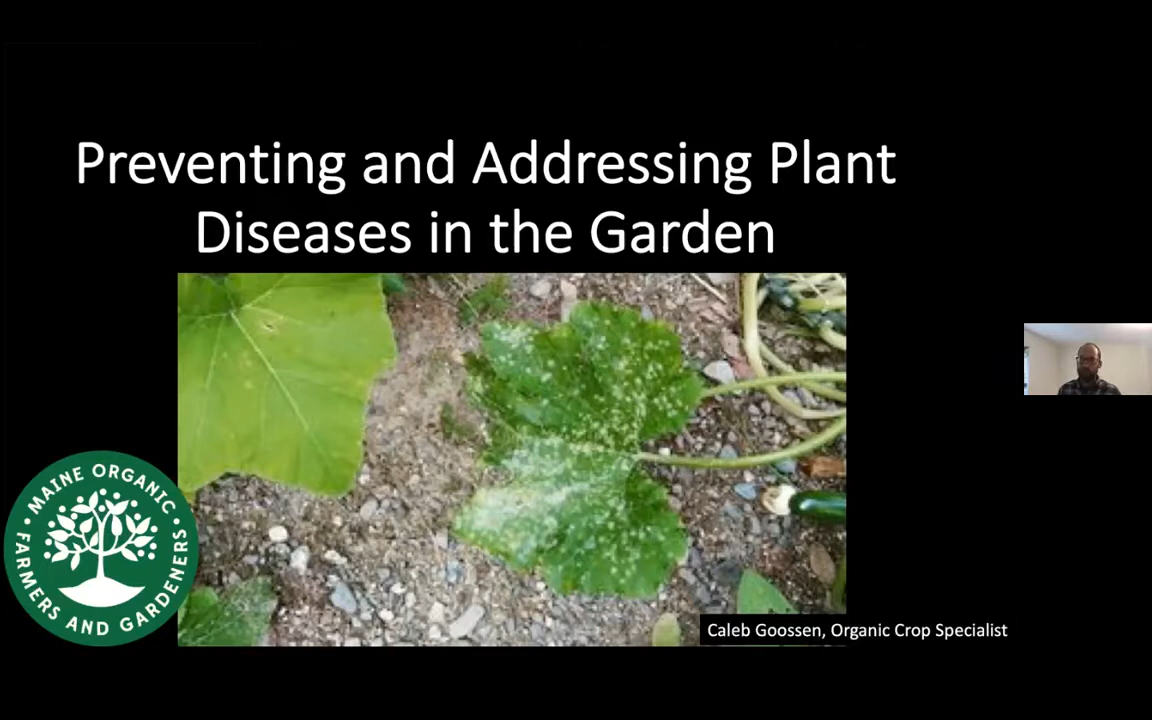 Preventing and Addressing Plant
Diseases in the Garden
MAINE ORGANIC
FARMERS AND GARDENERS
Caleb Goossen, Organic Crop Specialist